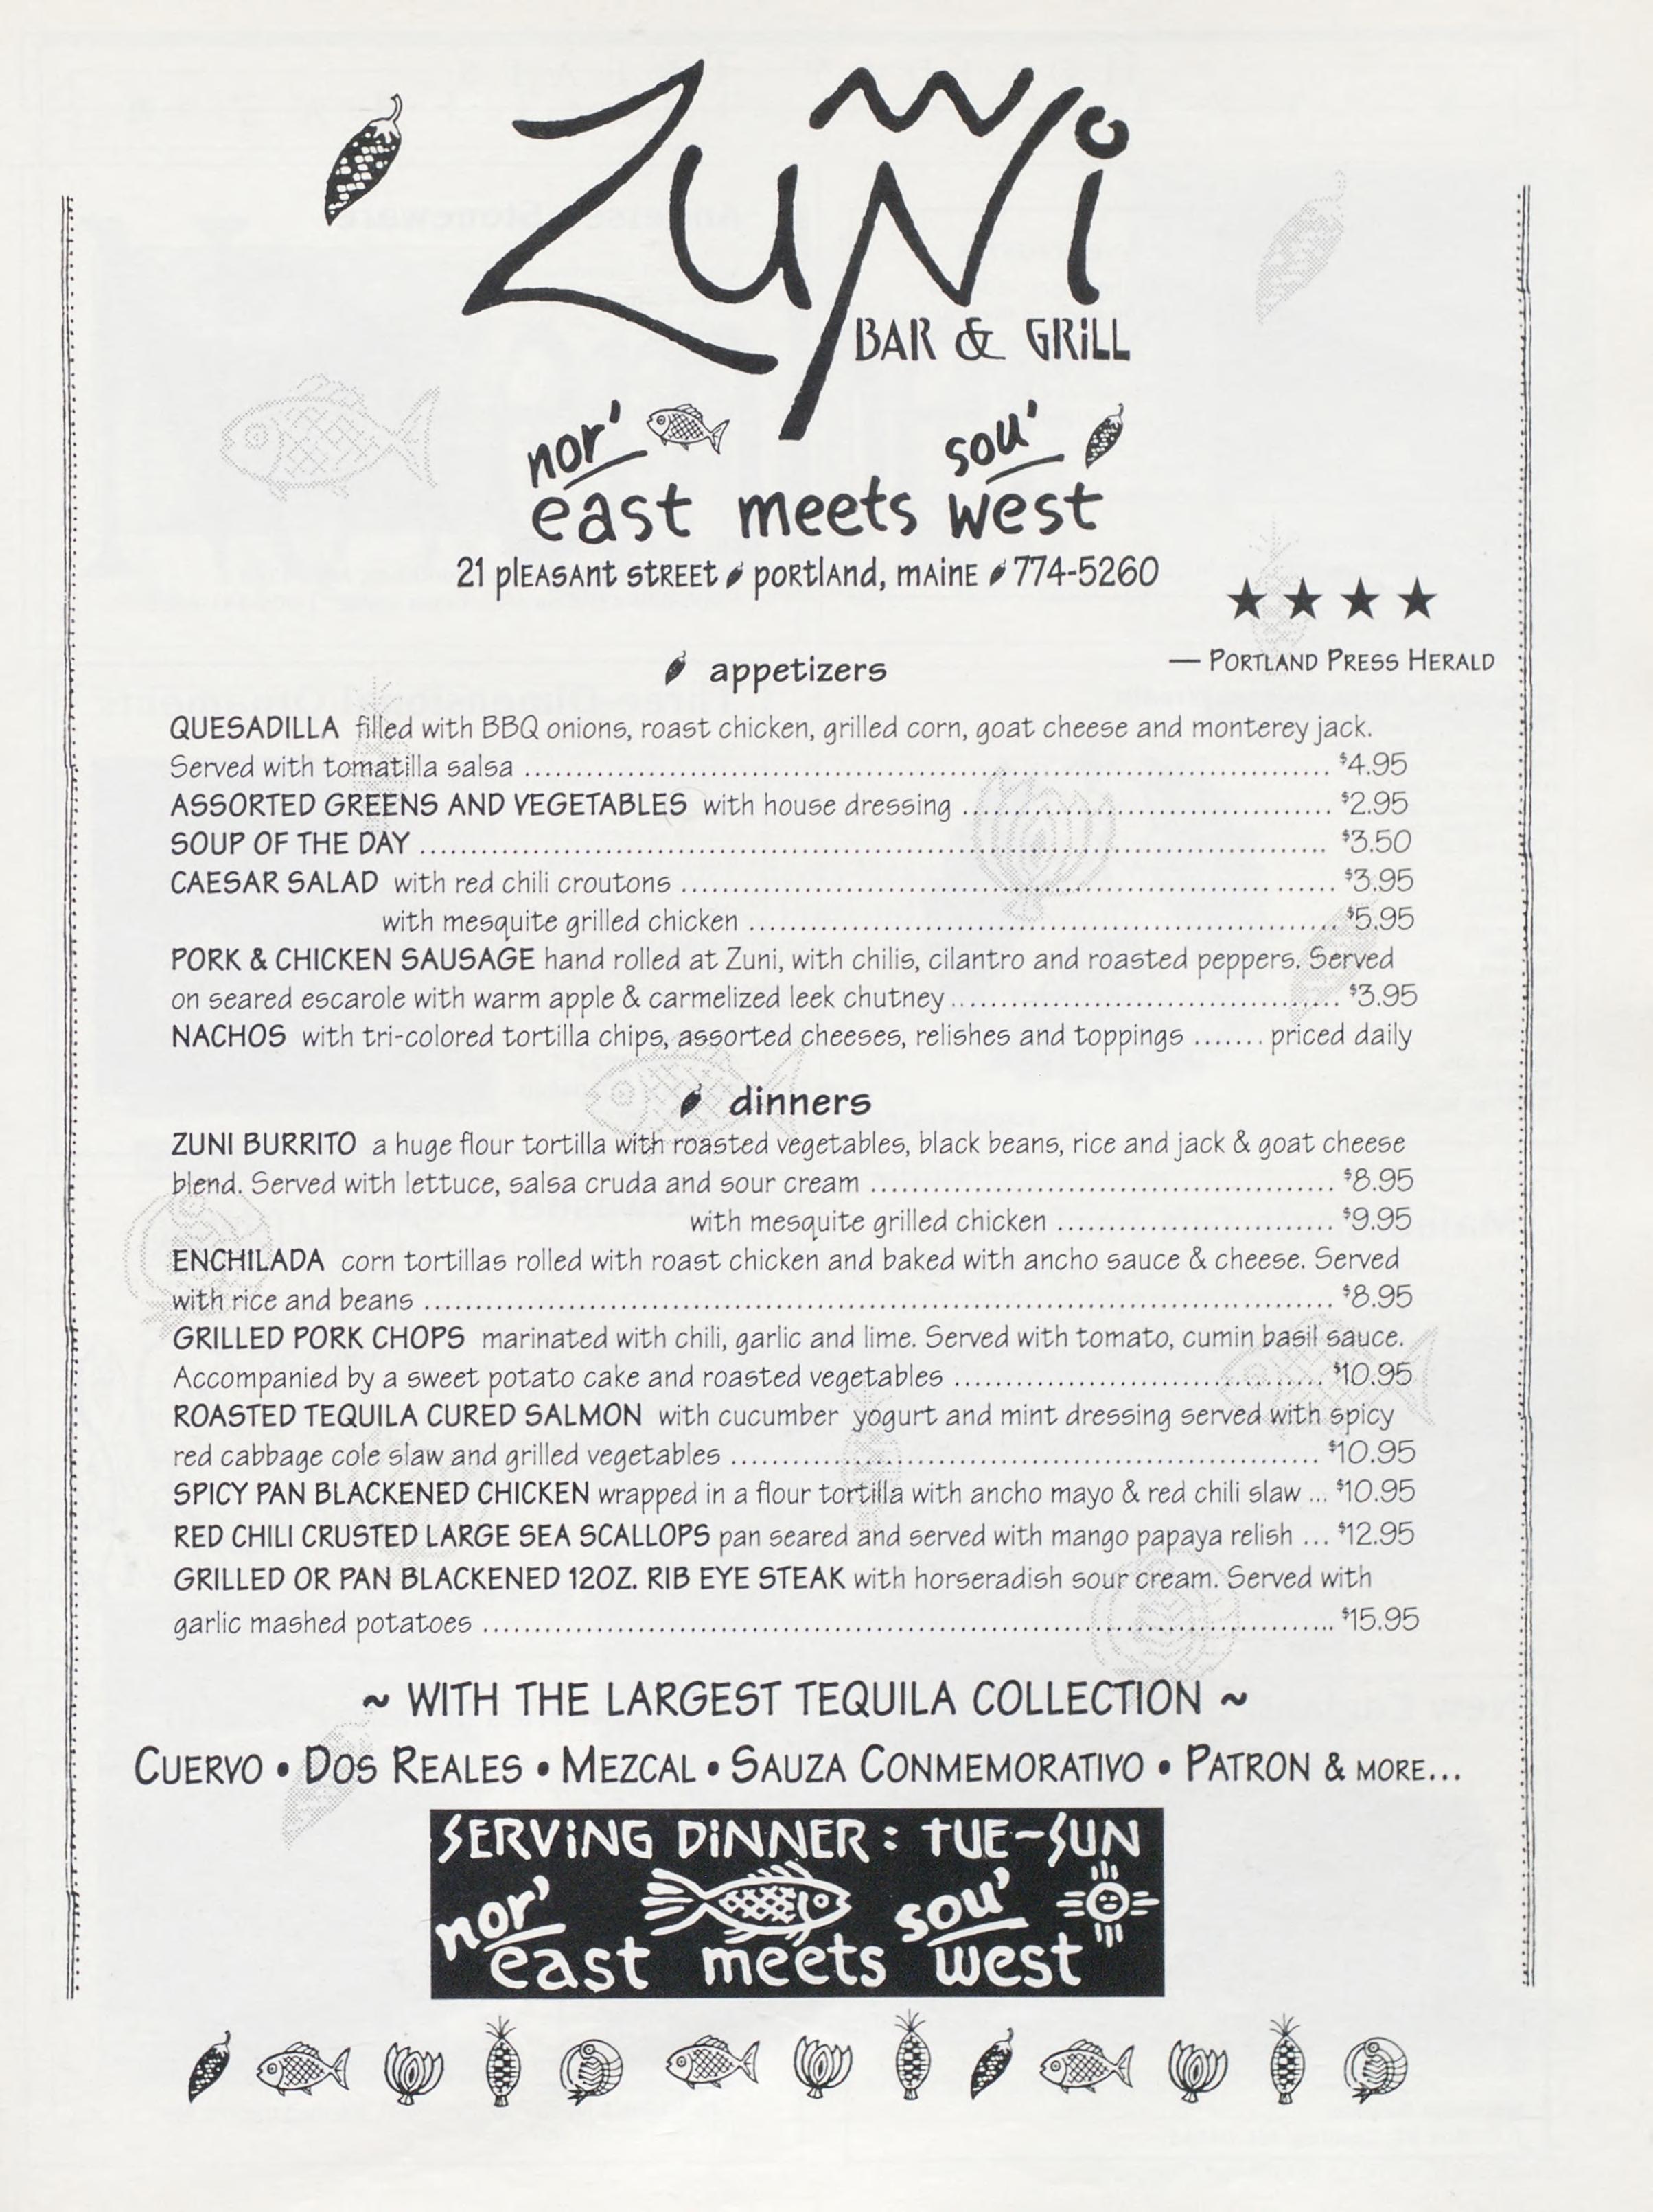 Zuni
BAR & GRiLL
nor' sou'
east meets west
21 plEASAnt stREEt portlAnd, mAinE 774-5260
★ ★ ★ ★
— PORTLAND PRESS HERALD
appetizers
QUESADILLA filled with BBQ onions, roast chicken, grilled corn, goat cheese and monterey jack.
Served with tomatilla salsa ........ $4.95
ASSORTED GREENS AND VEGETABLES with house dressing ........ $2.95
SOUP OF THE DAY ........ $3.50
CAESAR SALAD with red chili croutons ........ $3.95
with mesquite grilled chicken ........ $5.95
PORK & CHICKEN SAUSAGE hand rolled at Zuni, with chilis, cilantro and roasted peppers. Served
on seared escarole with warm apple & carmelized leek chutney ........ $3.95
NACHOS with tri-colored tortilla chips, assorted cheeses, relishes and toppings ....... priced daily
dinners
ZUNI BURRITO a huge flour tortilla with roasted vegetables, black beans, rice and jack & goat cheese
blend. Served with lettuce, salsa cruda and sour cream ........ $8.95
with mesquite grilled chicken ........ $9.95
ENCHILADA corn tortillas rolled with roast chicken and baked with ancho sauce & cheese. Served
with rice and beans ........ $8.95
GRILLED PORK CHOPS marinated with chili, garlic and lime. Served with tomato, cumin basil sauce.
Accompanied by a sweet potato cake and roasted vegetables ........ $10.95
ROASTED TEQUILA CURED SALMON with cucumber yogurt and mint dressing served with spicy
red cabbage cole slaw and grilled vegetables ........ $10.95
SPICY PAN BLACKENED CHICKEN wrapped in a flour tortilla with ancho mayo & red chili slaw ... $10.95
RED CHILI CRUSTED LARGE SEA SCALLOPS pan seared and served with mango papaya relish ... $12.95
GRILLED OR PAN BLACKENED 12OZ. RIB EYE STEAK with horseradish sour cream. Served with
garlic mashed potatoes ........ $15.95
~ WITH THE LARGEST TEQUILA COLLECTION ~
CUERVO • DOS REALES • MEZCAL • SAUZA CONMEMORATIVO • PATRON & MORE...
SERViNG DiNNER : tUE-SUN
nor' sou'
east meets west